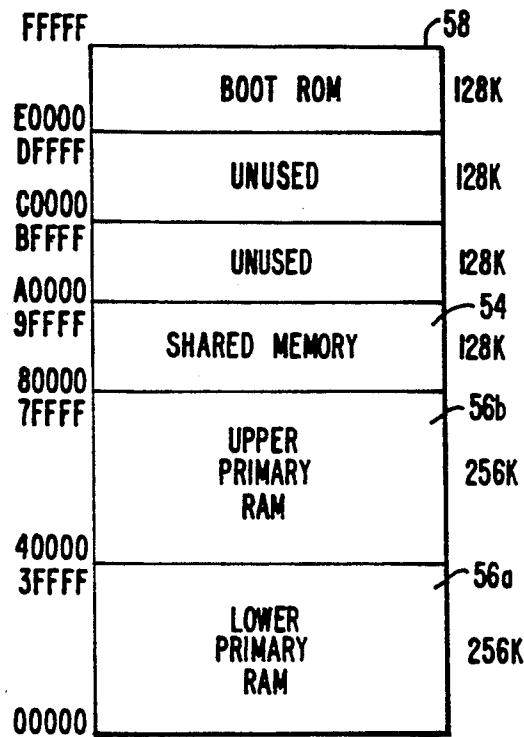 FFFFF
58
BOOT ROM
128K
E0000
DFFFF
UNUSED
128K
C0000
BFFFF
UNUSED
128K
A0000
9FFFF
54
SHARED MEMORY
128K
80000
7FFFF
56b
UPPER
PRIMARY
RAM
256K
40000
3FFFF
56a
LOWER
PRIMARY
RAM
256K
00000